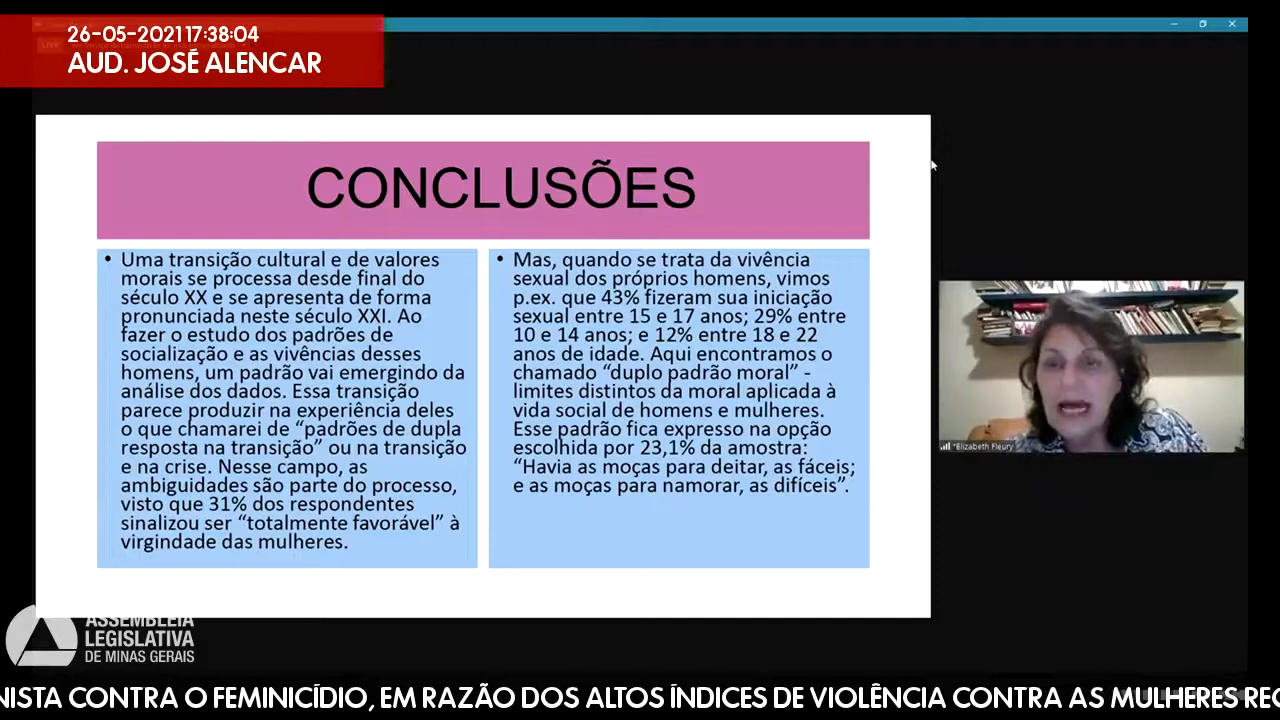 26-05-2021 17:38:04
AUD. JOSÉ ALENCAR
CONCLUSÕES
• Uma transição cultural e de valores
morais se processa desde final do
século XX e se apresenta de forma
pronunciada neste século XXI. Ao
fazer o estudo dos padrões de
socialização e as vivências desses
homens, um padrão vai emergindo da
análise dos dados. Essa transição
parece produzir na experiência deles
o que chamarei de “padrões de dupla
resposta na transição” ou na transição
e na crise. Nesse campo, as
ambiguidades são parte do processo,
visto que 31% dos respondentes
sinalizou ser “totalmente favorável” à
virgindade das mulheres.
• Mas, quando se trata da vivência
sexual dos próprios homens, vimos
p.ex. que 43% fizeram sua iniciação
sexual entre 15 e 17 anos; 29% entre
10 e 14 anos; e 12% entre 18 e 22
anos de idade. Aqui encontramos o
chamado “duplo padrão moral” -
limites distintos da moral aplicada à
vida social de homens e mulheres.
Esse padrão fica expresso na opção
escolhida por 23,1% da amostra:
“Havia as moças para deitar, as fáceis;
e as moças para namorar, as difíceis”.
*Elizabeth Fleury
ASSEMBLEIA
LEGISLATIVA
DE MINAS GERAIS
NISTA CONTRA O FEMINICÍDIO, EM RAZÃO DOS ALTOS ÍNDICES DE VIOLÊNCIA CONTRA AS MULHERES REG